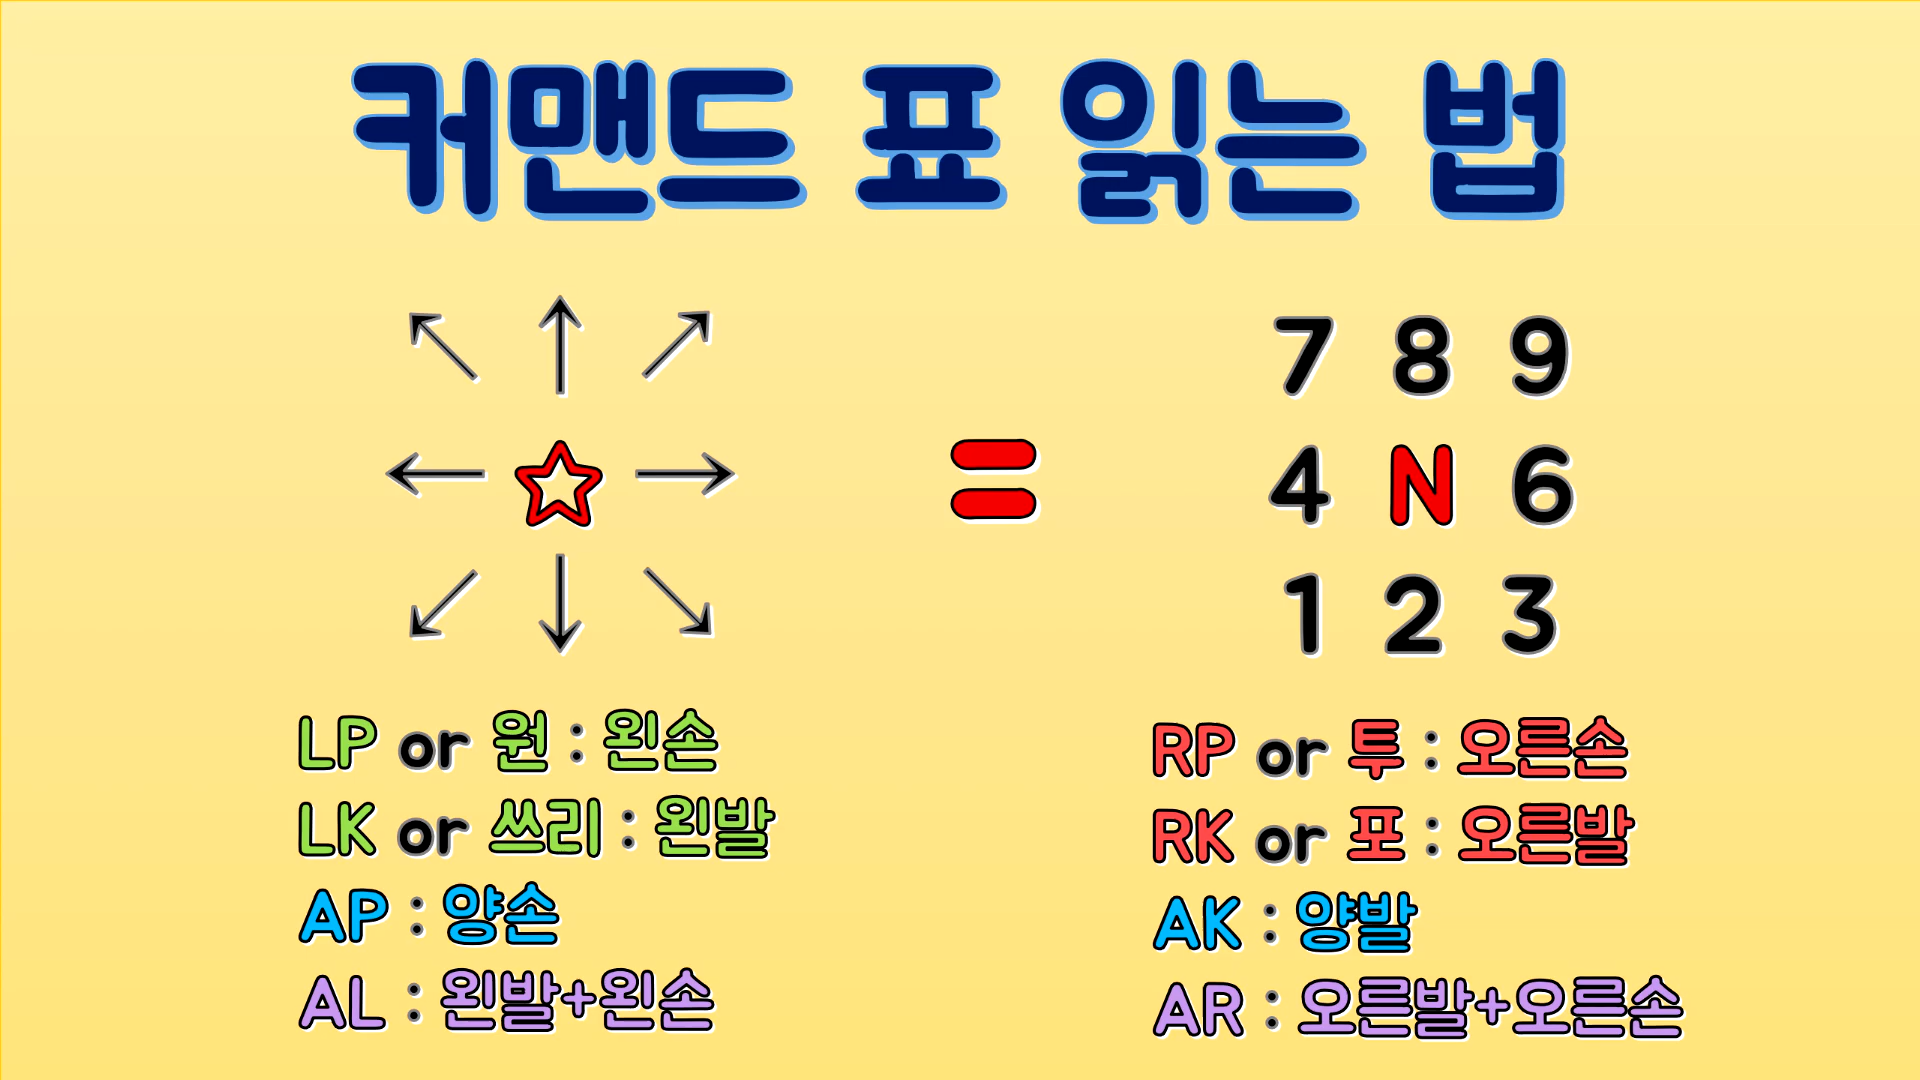 커맨드 표 읽는 법
↖ ↑ ↗
← ☆ →
↙ ↓ ↘
=
7 8 9
4 N 6
1 2 3
LP or 원 : 왼손
LK or 쓰리 : 왼발
AP : 양손
AL : 왼발+왼손
RP or 투 : 오른손
RK or 포 : 오른발
AK : 양발
AR : 오른발+오른손